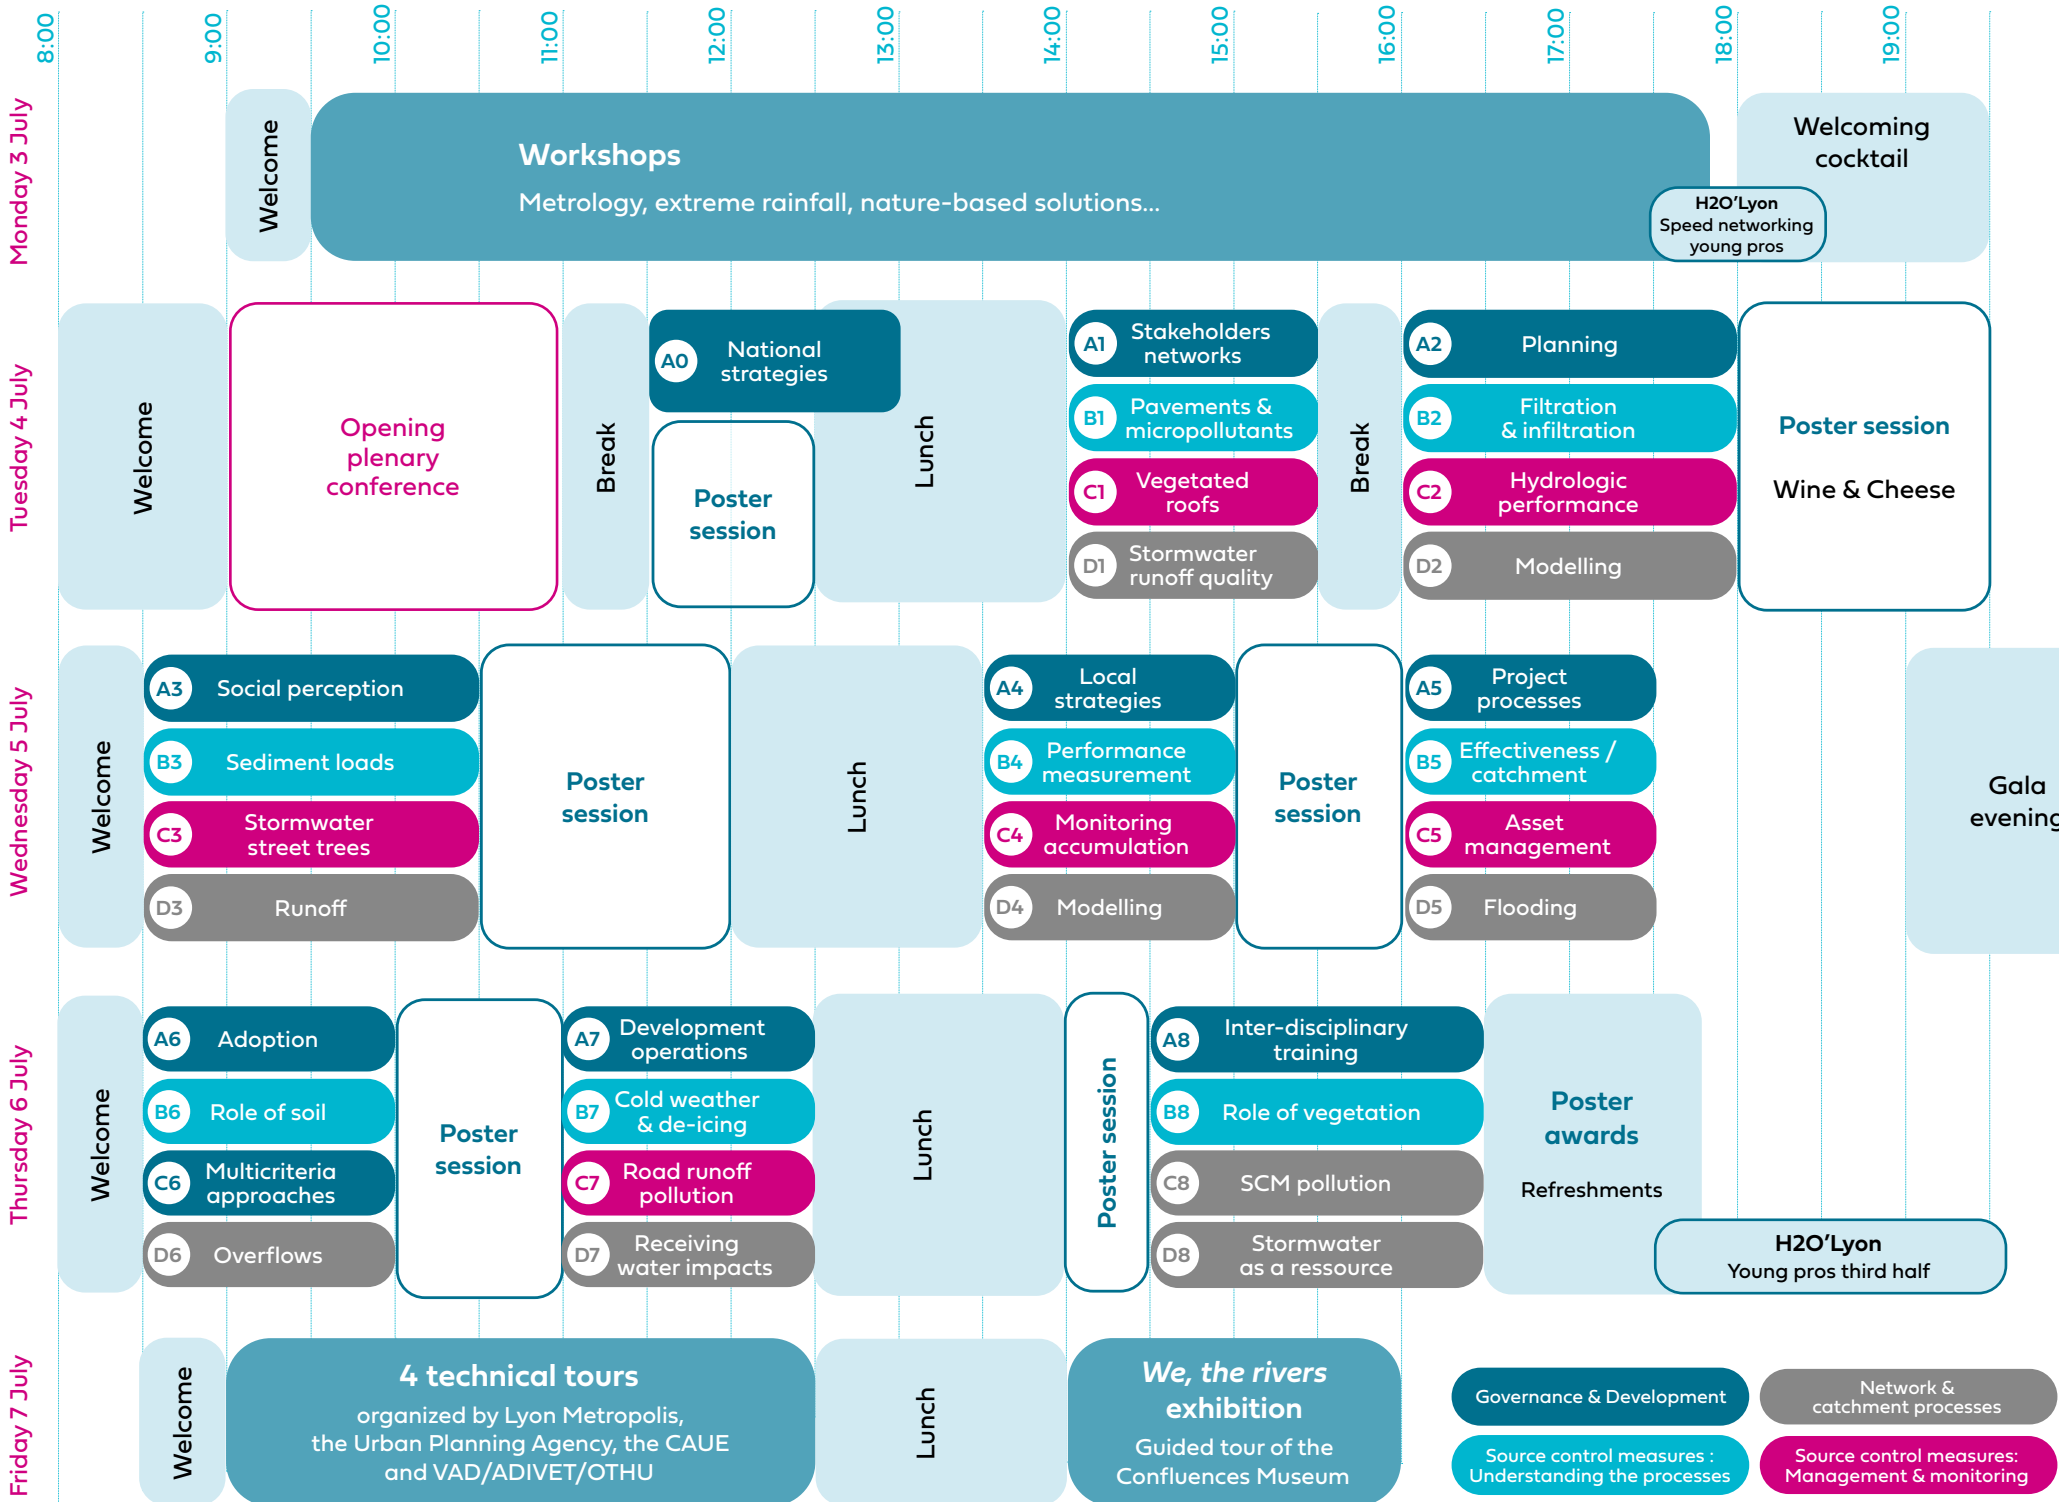 8:00
9:00
10:00
11:00
12:00
13:00
14:00
15:00
16:00
17:00
18:00
19:00
Monday 3 July
Welcome
Workshops
Metrology, extreme rainfall, nature-based solutions...
Welcoming
cocktail
H2O'Lyon
Speed networking
young pros
Tuesday 4 July
Welcome
Opening
plenary
conference
Break
A0
National
strategies
Poster
session
Lunch
A1
Stakeholders
networks
B1
Pavements &
micropollutants
C1
Vegetated
roofs
D1
Stormwater
runoff quality
Break
A2
Planning
B2
Filtration
& infiltration
C2
Hydrologic
performance
D2
Modelling
Poster session
Wine & Cheese
Wednesday 5 July
Welcome
A3
Social perception
B3
Sediment loads
C3
Stormwater
street trees
D3
Runoff
Poster
session
Lunch
A4
Local
strategies
B4
Performance
measurement
C4
Monitoring
accumulation
D4
Modelling
Poster
session
A5
Project
processes
B5
Effectiveness /
catchment
C5
Asset
management
D5
Flooding
Gala
evening
Thursday 6 July
Welcome
A6
Adoption
B6
Role of soil
C6
Multicriteria
approaches
D6
Overflows
Poster
session
A7
Development
operations
B7
Cold weather
& de-icing
C7
Road runoff
pollution
D7
Receiving
water impacts
Lunch
Poster session
A8
Inter-disciplinary
training
B8
Role of vegetation
C8
SCM pollution
D8
Stormwater
as a ressource
Poster
awards
Refreshments
H2O'Lyon
Young pros third half
Friday 7 July
Welcome
4 technical tours
organized by Lyon Metropolis,
the Urban Planning Agency, the CAUE
and VAD/ADIVET/OTHU
Lunch
We, the rivers
exhibition
Guided tour of the
Confluences Museum
Governance & Development
Network &
catchment processes
Source control measures :
Understanding the processes
Source control measures:
Management & monitoring